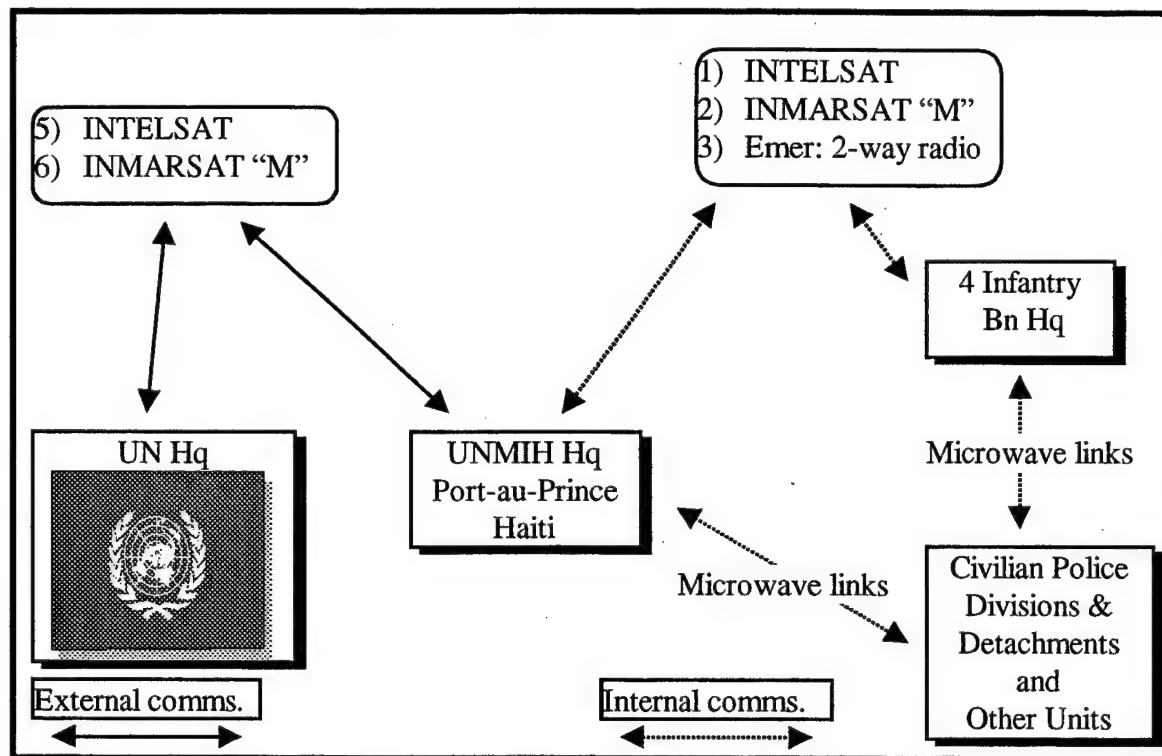 5) INTELSAT
6) INMARSAT “M”
1) INTELSAT
2) INMARSAT “M”
3) Emer: 2-way radio
4 Infantry
Bn Hq
Microwave links
UN Hq
UNMIH Hq
Port-au-Prince
Haiti
Microwave links
Civilian Police
Divisions &
Detachments
and
Other Units
External comms.
Internal comms.